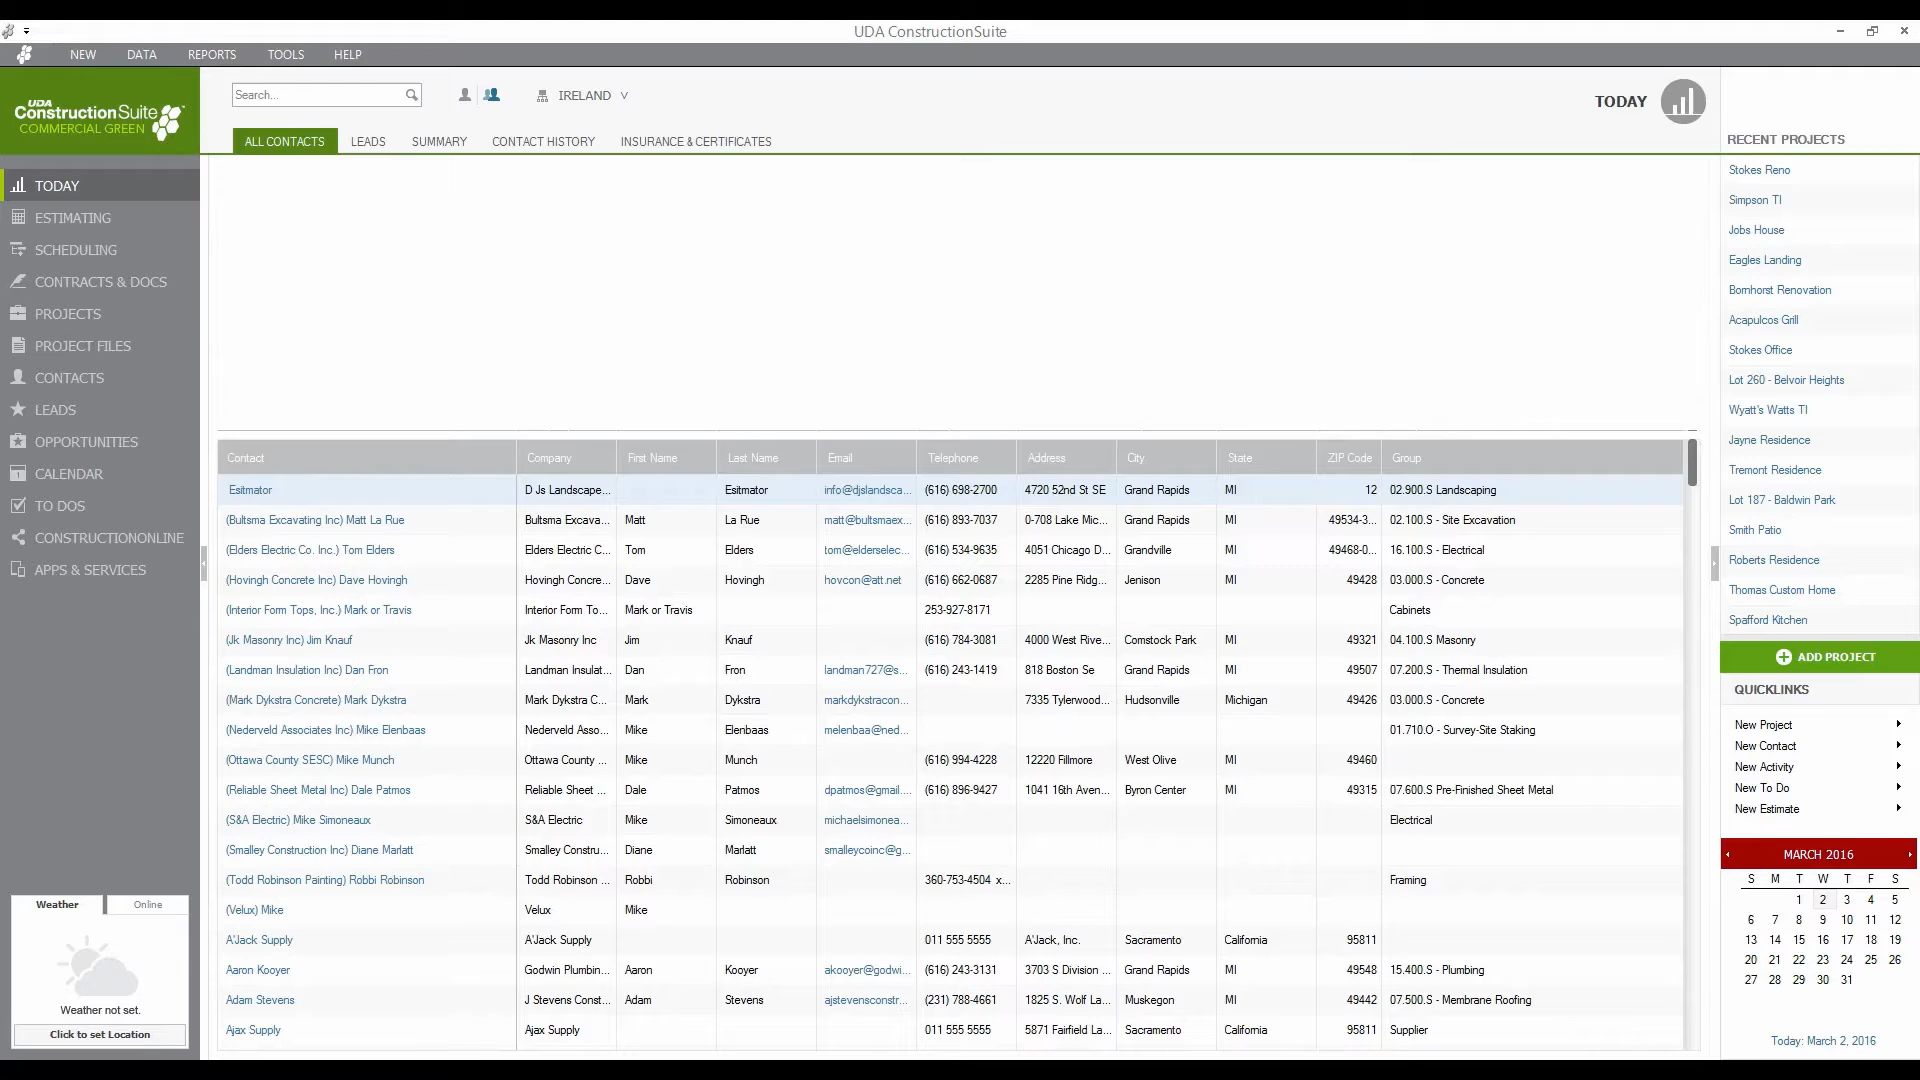 UDA ConstructionSuite
NEW DATA REPORTS TOOLS HELP
UDA
ConstructionSuite™
COMMERCIAL GREEN
Search...
IRELAND
TODAY
ALL CONTACTS LEADS SUMMARY CONTACT HISTORY INSURANCE & CERTIFICATES
TODAY
ESTIMATING
SCHEDULING
CONTRACTS & DOCS
PROJECTS
PROJECT FILES
CONTACTS
LEADS
OPPORTUNITIES
CALENDAR
TO DOS
CONSTRUCTIONONLINE
APPS & SERVICES
Weather Online
Weather not set.
Click to set Location
Contact Company First Name Last Name Email Telephone Address City State ZIP Code Group
Esitmator D Js Landscape... Esitmator info@djslandsca... (616) 698-2700 4720 52nd St SE Grand Rapids MI 12 02.900.S Landscaping
(Bultsma Excavating Inc) Matt La Rue Bultsma Excava... Matt La Rue matt@bultsmaex... (616) 893-7037 0-708 Lake Mic... Grand Rapids MI 49534-3... 02.100.S - Site Excavation
(Elders Electric Co. Inc.) Tom Elders Elders Electric C... Tom Elders tom@elderselec... (616) 534-9635 4051 Chicago D... Grandville MI 49468-0... 16.100.S - Electrical
(Hovingh Concrete Inc) Dave Hovingh Hovingh Concre... Dave Hovingh hovcon@att.net (616) 662-0687 2285 Pine Ridg... Jenison MI 49428 03.000.S - Concrete
(Interior Form Tops, Inc.) Mark or Travis Interior Form To... Mark or Travis 253-927-8171 Cabinets
(Jk Masonry Inc) Jim Knauf Jk Masonry Inc Jim Knauf (616) 784-3081 4000 West Rive... Comstock Park MI 49321 04.100.S Masonry
(Landman Insulation Inc) Dan Fron Landman Insulat... Dan Fron landman727@s... (616) 243-1419 818 Boston Se Grand Rapids MI 49507 07.200.S - Thermal Insulation
(Mark Dykstra Concrete) Mark Dykstra Mark Dykstra C... Mark Dykstra markdykstracon... 7335 Tylerwood... Hudsonville Michigan 49426 03.000.S - Concrete
(Nederveld Associates Inc) Mike Elenbaas Nederveld Asso... Mike Elenbaas melenbaa@ned... 01.710.O - Survey-Site Staking
(Ottawa County SESC) Mike Munch Ottawa County ... Mike Munch (616) 994-4228 12220 Fillmore West Olive MI 49460
(Reliable Sheet Metal Inc) Dale Patmos Reliable Sheet ... Dale Patmos dpatmos@gmail.... (616) 896-9427 1041 16th Aven... Byron Center MI 49315 07.600.S Pre-Finished Sheet Metal
(S&A Electric) Mike Simoneaux S&A Electric Mike Simoneaux michaelsimonea... Electrical
(Smalley Construction Inc) Diane Marlatt Smalley Constru... Diane Marlatt smalleycoinc@g...
(Todd Robinson Painting) Robbi Robinson Todd Robinson ... Robbi Robinson 360-753-4504 x... Framing
(Velux) Mike Velux Mike
A'Jack Supply A'Jack Supply 011 555 5555 A'Jack, Inc. Sacramento California 95811
Aaron Kooyer Godwin Plumbin... Aaron Kooyer akooyer@godwi... (616) 243-3131 3703 S Division ... Grand Rapids MI 49548 15.400.S - Plumbing
Adam Stevens J Stevens Const... Adam Stevens ajstevensconstr... (231) 788-4661 1825 S. Wolf La... Muskegon MI 49442 07.500.S - Membrane Roofing
Ajax Supply Ajax Supply 011 555 5555 5871 Fairfield La... Sacramento California 95811 Supplier
RECENT PROJECTS
Stokes Reno
Simpson TI
Jobs House
Eagles Landing
Bornhorst Renovation
Acapulcos Grill
Stokes Office
Lot 260 - Belvoir Heights
Wyatt's Watts TI
Jayne Residence
Tremont Residence
Lot 187 - Baldwin Park
Smith Patio
Roberts Residence
Thomas Custom Home
Spafford Kitchen
ADD PROJECT
QUICKLINKS
New Project
New Contact
New Activity
New To Do
New Estimate
MARCH 2016
S M T W T F S
1 2 3 4 5
6 7 8 9 10 11 12
13 14 15 16 17 18 19
20 21 22 23 24 25 26
27 28 29 30 31
Today: March 2, 2016